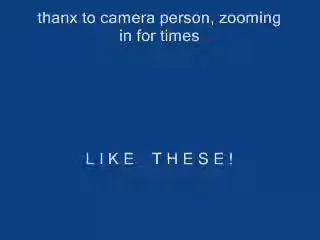 thanx to camera person, zooming
in for times
L I K E   T H E S E !